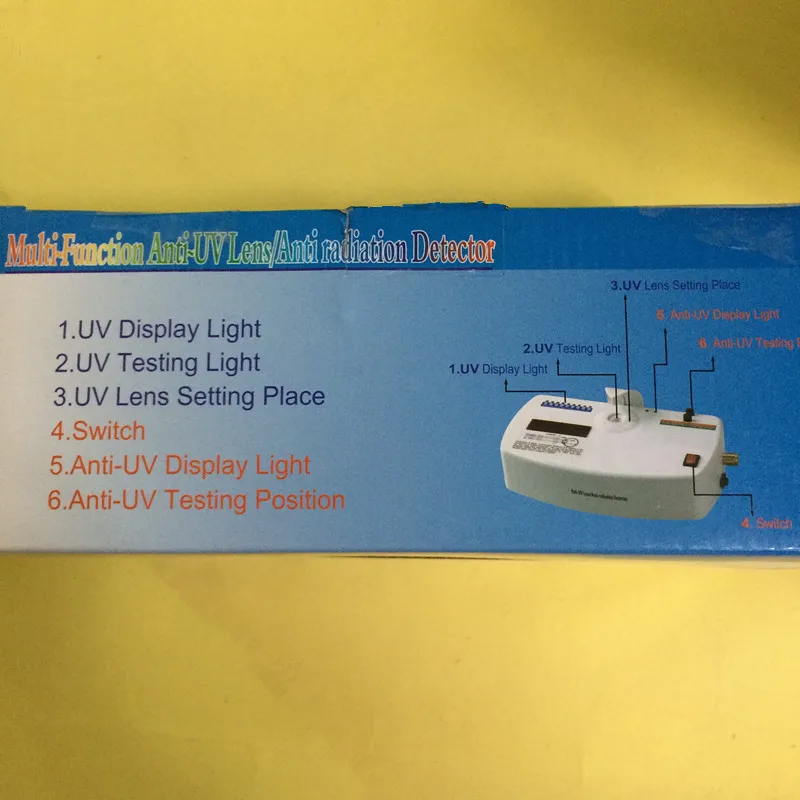 Multi-Function Anti-UV Lens/Anti radiation Detector
1.UV Display Light
2.UV Testing Light
3.UV Lens Setting Place
4.Switch
5.Anti-UV Display Light
6.Anti-UV Testing Position
3.UV Lens Setting Place
5. Anti-UV Display Light
2.UV Testing Light
6. Anti-UV Testing
1.UV Display Light
4. Switch